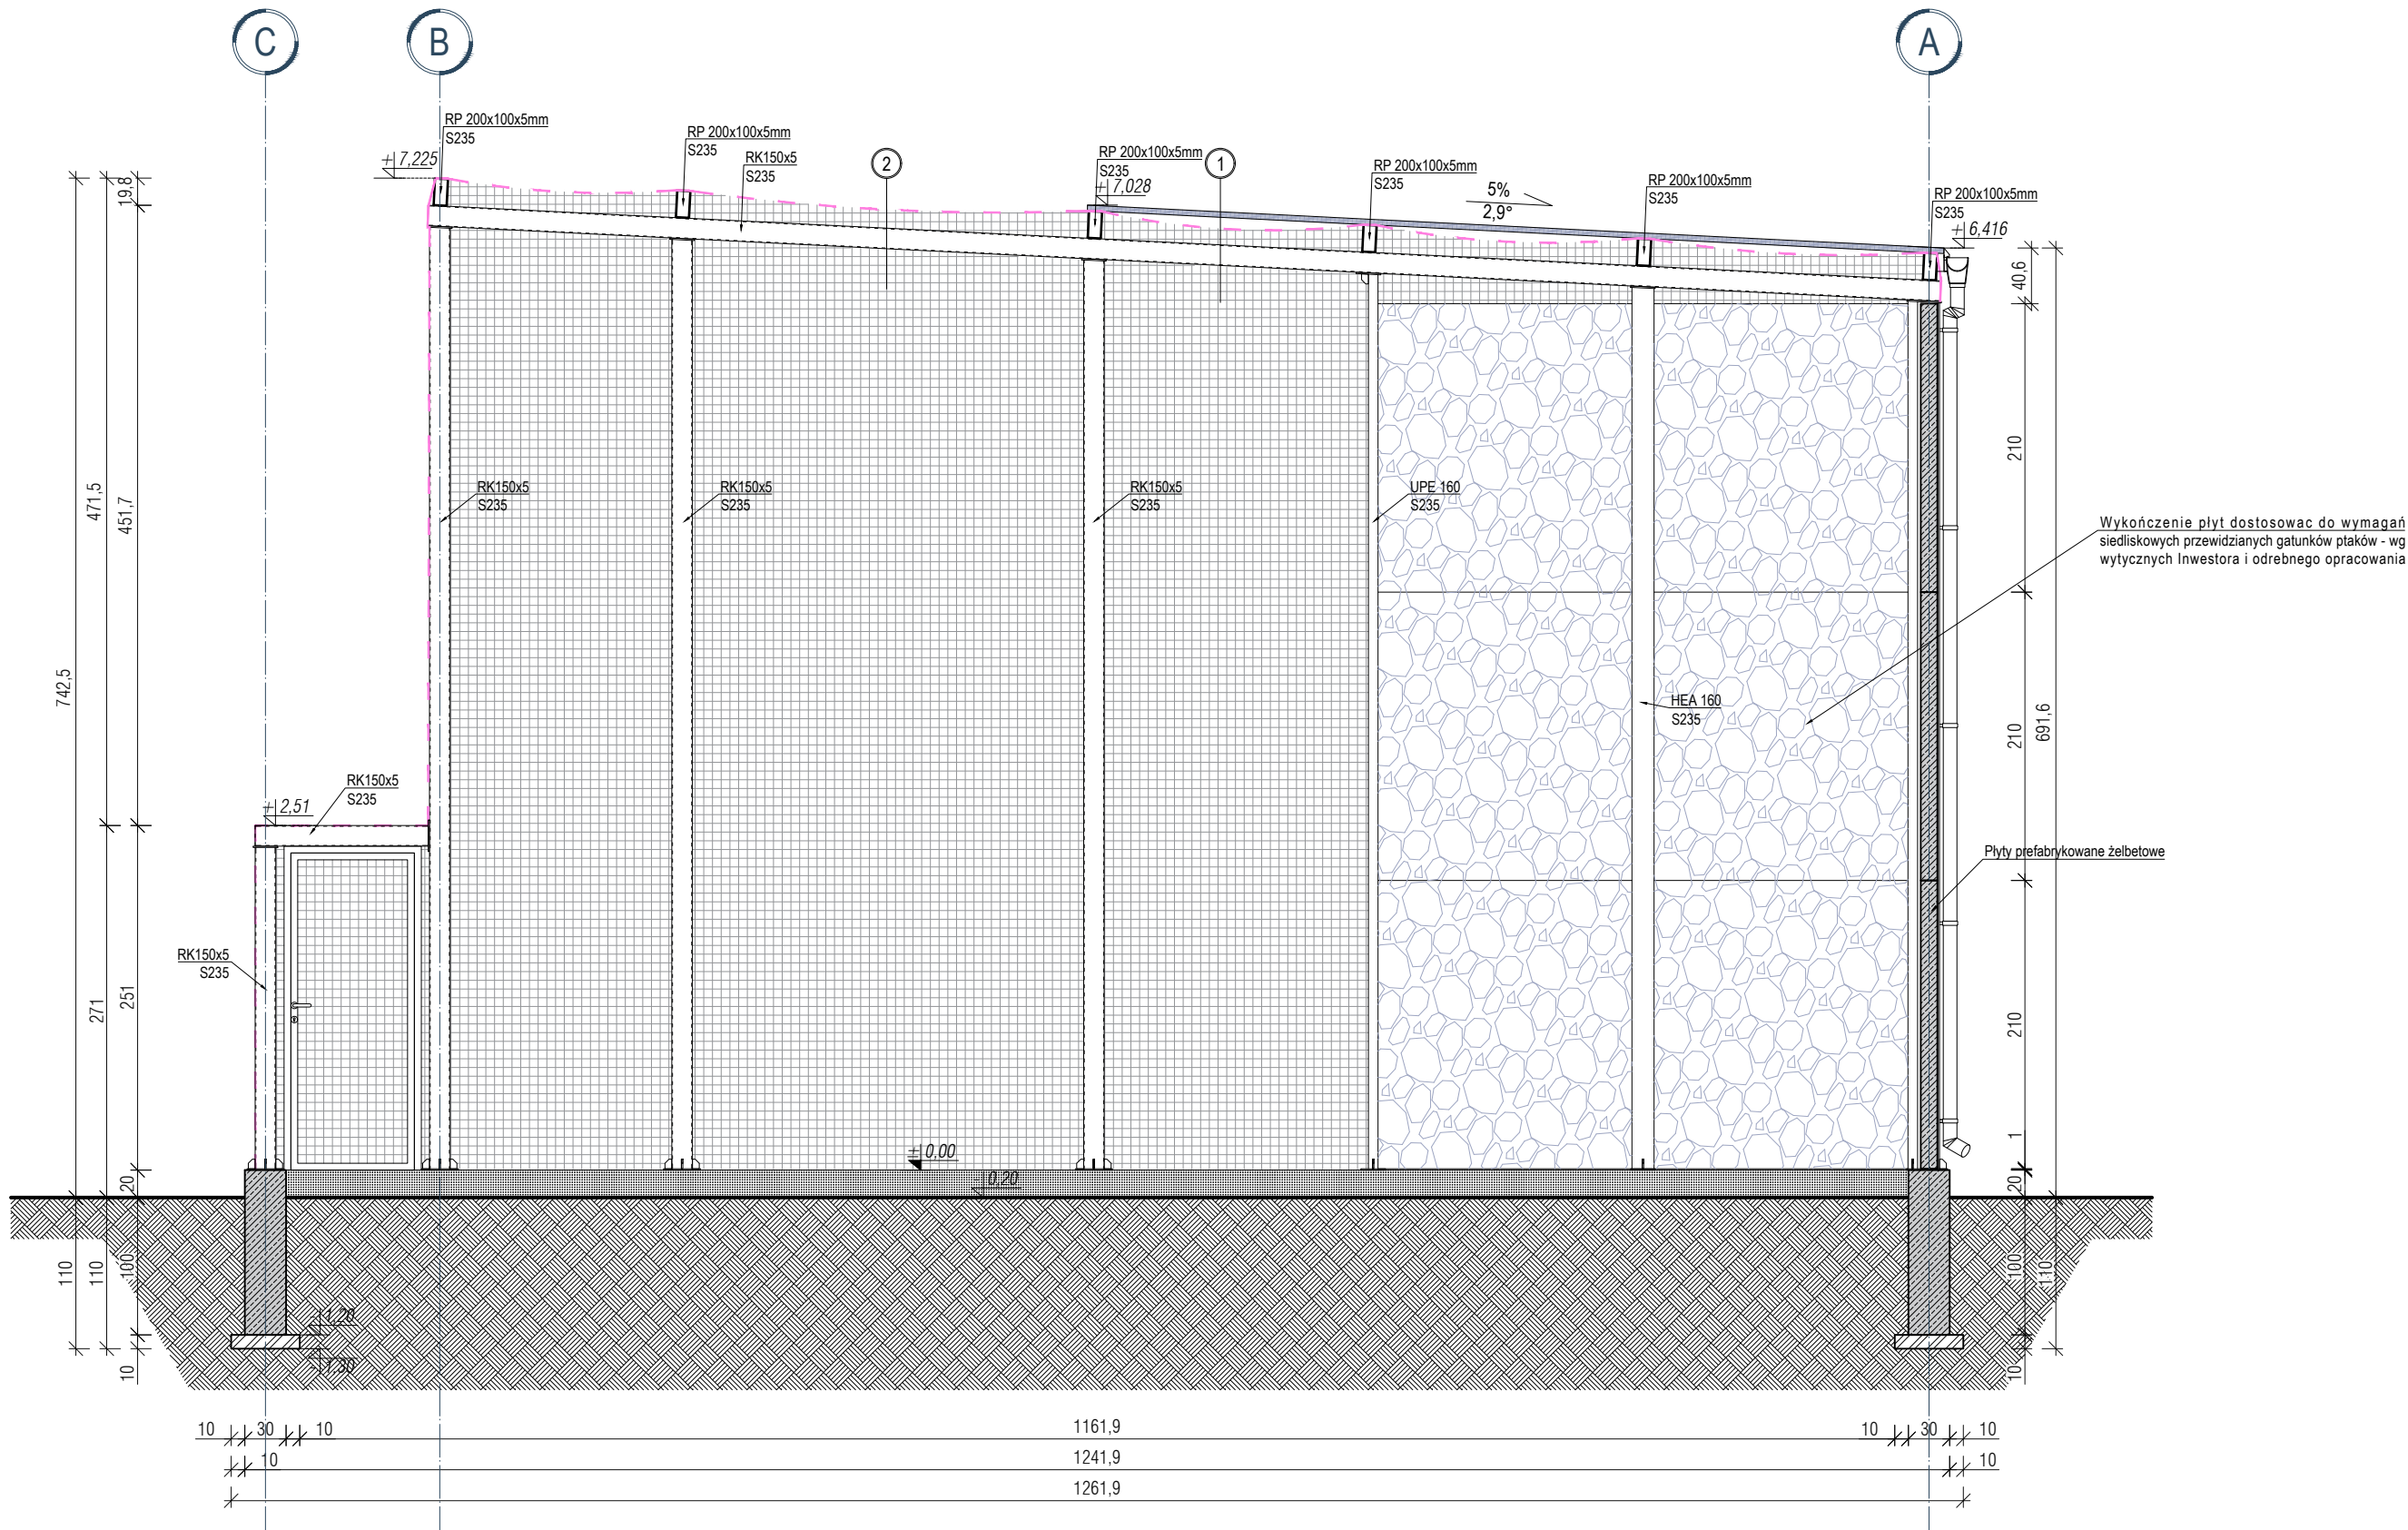 C
B
A
RP 200x100x5mm
S235
RP 200x100x5mm
S235
RK150x5
S235
2
RP 200x100x5mm
S235
1
RP 200x100x5mm
S235
5%
2,9°
RP 200x100x5mm
S235
RP 200x100x5mm
S235
+ 7,225
+ 7,028
+ 6,416
19,8
40,6
471,5
451,7
742,5
RK150x5
S235
RK150x5
S235
RK150x5
S235
UPE 160
S235
210
Wykończenie płyt dostosowac do wymagań
siedliskowych przewidzianych gatunków ptaków - wg
wytycznych Inwestora i odrebnego opracowania
HEA 160
S235
210
691,6
RK150x5
S235
+ 2,51
Płyty prefabrykowane żelbetowe
RK150x5
S235
271
251
210
1
± 0,00
- 0,20
20
20
110
110
100
100
110
- 1,20
- 1,30
10
10
10
30
10
1161,9
10
30
10
10
1241,9
10
1261,9